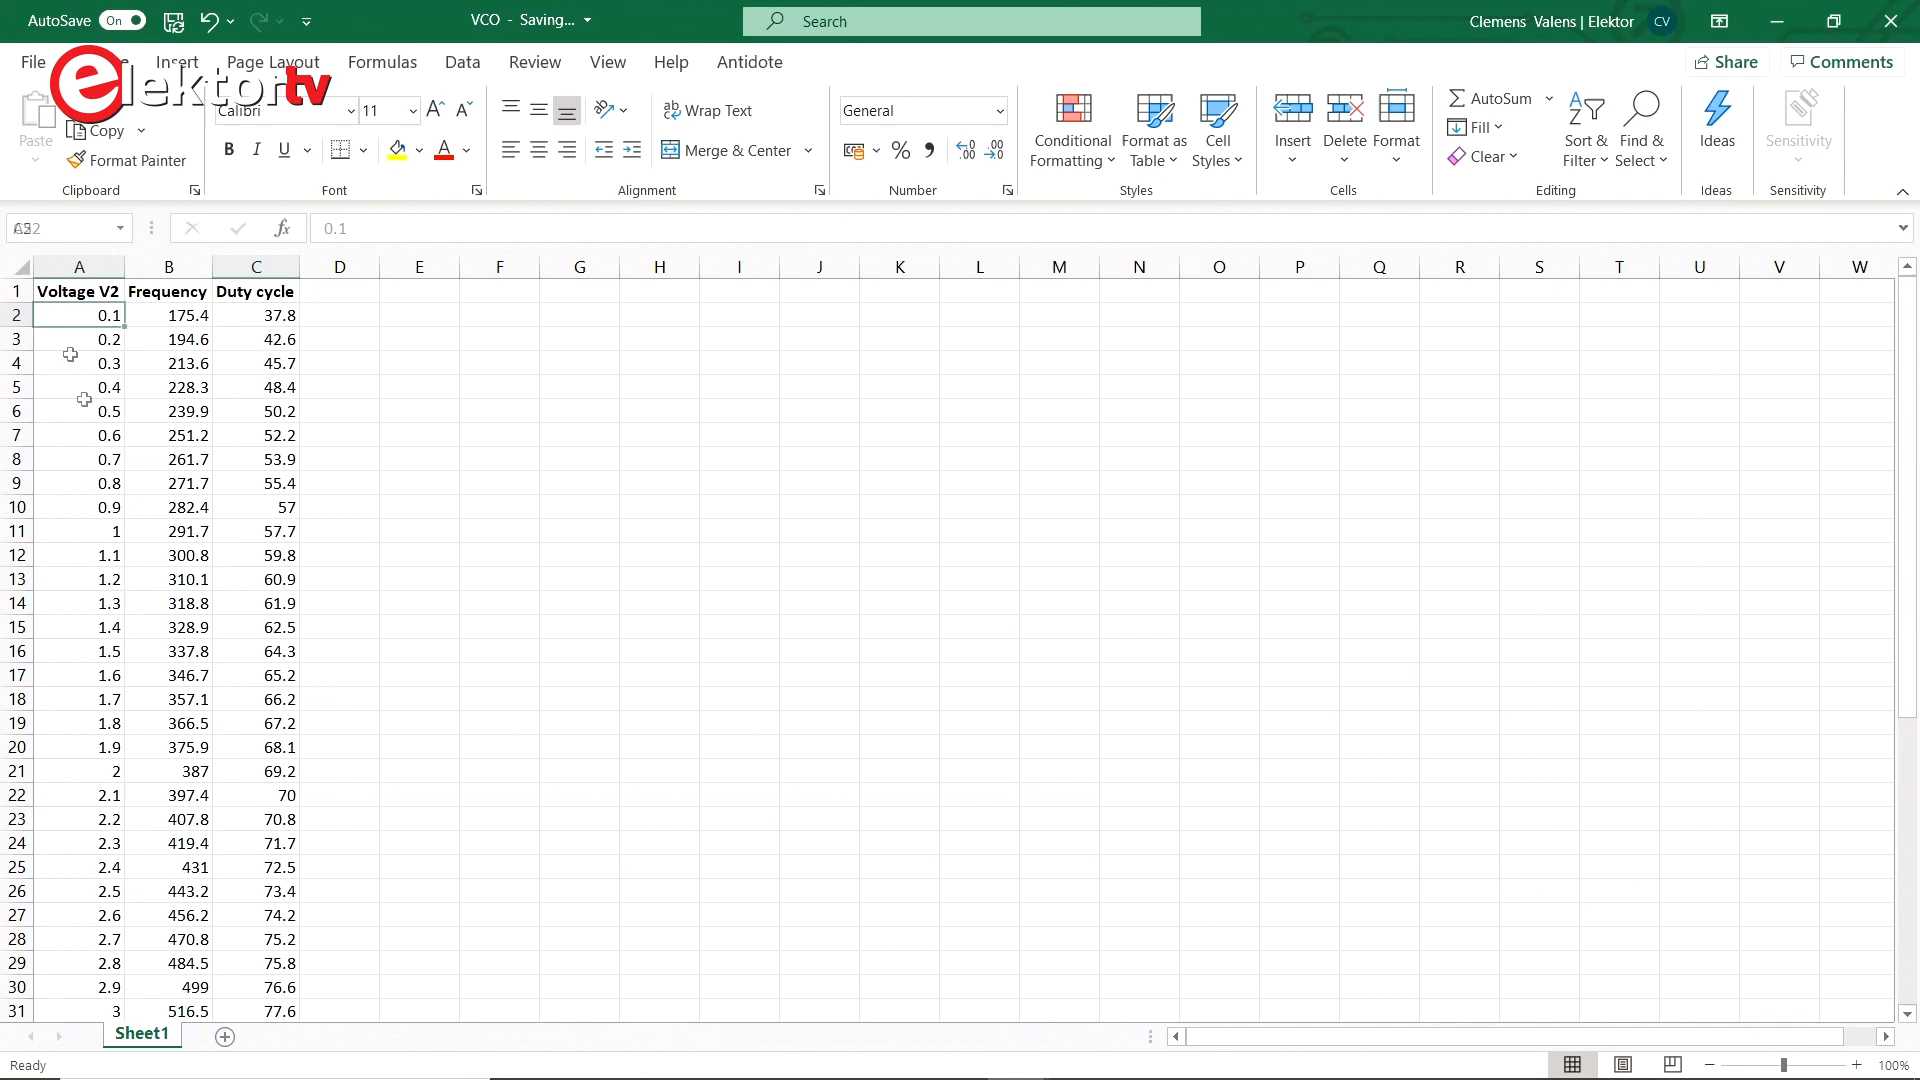 AutoSave On VCO - Saving... Search Clemens Valens | Elektor CV
File Insert Page Layout Formulas Data Review View Help Antidote Share Comments
elektor tv
Paste Copy Format Painter Clipboard
Calibri 11 B I U A Font
Wrap Text Merge & Center Alignment
General % Number
Conditional Formatting Format as Table Cell Styles Styles
Insert Delete Format Cells
AutoSum Fill Clear Sort & Filter Find & Select Editing
Ideas Ideas
Sensitivity Sensitivity
fx 0.1
A B C D E F G H I J K L M N O P Q R S T U V W
1 Voltage V2 Frequency Duty cycle
2 0.1 175.4 37.8
3 0.2 194.6 42.6
4 0.3 213.6 45.7
5 0.4 228.3 48.4
6 0.5 239.9 50.2
7 0.6 251.2 52.2
8 0.7 261.7 53.9
9 0.8 271.7 55.4
10 0.9 282.4 57
11 1 291.7 57.7
12 1.1 300.8 59.8
13 1.2 310.1 60.9
14 1.3 318.8 61.9
15 1.4 328.9 62.5
16 1.5 337.8 64.3
17 1.6 346.7 65.2
18 1.7 357.1 66.2
19 1.8 366.5 67.2
20 1.9 375.9 68.1
21 2 387 69.2
22 2.1 397.4 70
23 2.2 407.8 70.8
24 2.3 419.4 71.7
25 2.4 431 72.5
26 2.5 443.2 73.4
27 2.6 456.2 74.2
28 2.7 470.8 75.2
29 2.8 484.5 75.8
30 2.9 499 76.6
31 3 516.5 77.6
Sheet1
Ready 100%